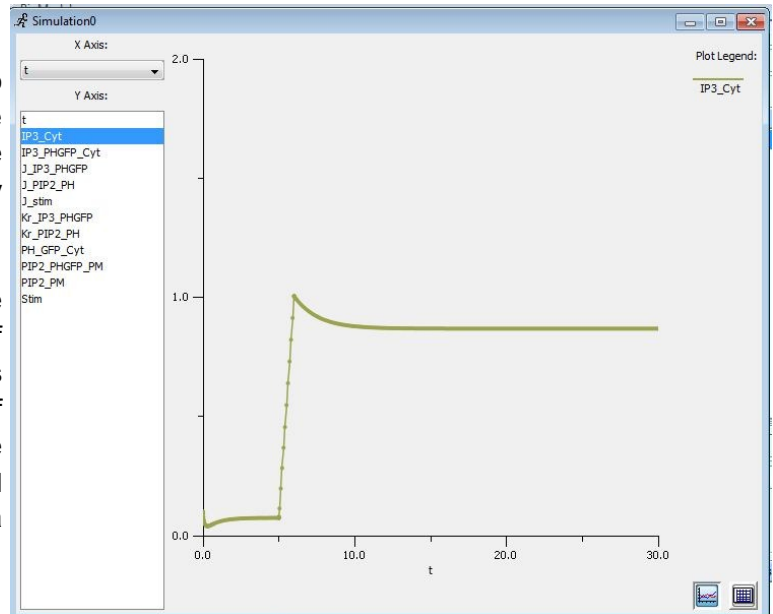 Simulation0
X Axis:
t
Y Axis:
t
IP3_Cyt
IP3_PHGFP_Cyt
J_IP3_PHGFP
J_PIP2_PH
J_stim
Kr_IP3_PHGFP
Kr_PIP2_PH
PH_GFP_Cyt
PIP2_PHGFP_PM
PIP2_PM
Stim
2.0
1.0
0.0
0.0
10.0
20.0
30.0
t
Plot Legend:
IP3_Cyt